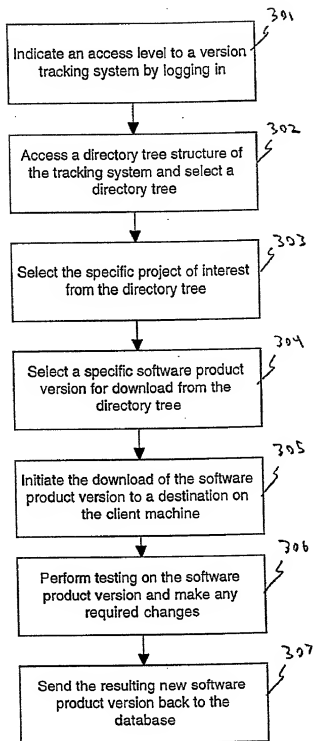 301
Indicate an access level to a version
tracking system by logging in
302
Access a directory tree structure of
the tracking system and select a
directory tree
303
Select the specific project of interest
from the directory tree
304
Select a specific software product
version for download from the
directory tree
305
Initiate the download of the software
product version to a destination on
the client machine
306
Perform testing on the software
product version and make any
required changes
307
Send the resulting new software
product version back to the
database